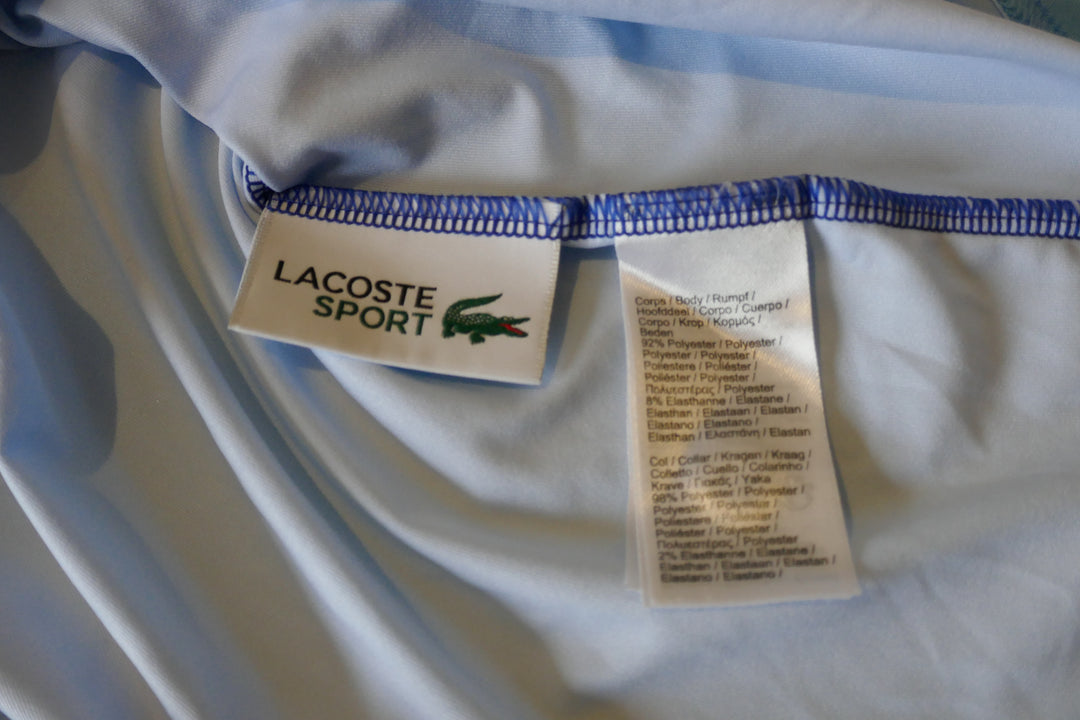 LACOSTE
SPORT
Corps / Body / Rumpf /
Hoofddeel / Corpo / Cuerpo /
Corpo / Krop / Κορμός /
Beden
92% Polyester / Polyester /
Polyester / Polyester /
Poliestere / Poliéster /
Poliéster / Polyester /
Πολυεστέρας / Polyester
8% Elasthanne / Elastane /
Elasthan / Elastaan / Elastan /
Elastano / Elastano /
Elasthan / Ελαστάνη / Elastan
Col / Collar / Kragen / Kraag /
Colletto / Cuello / Colarinho /
Krave / Γιακάς / Yaka
98% Polyester / Polyester /
Polyester / Polyester /
Poliestere / Poliéster /
Poliéster / Polyester /
Πολυεστέρας / Polyester
2% Elasthanne / Elastane /
Elasthan / Elastaan / Elastan /
Elastano / Elastano /